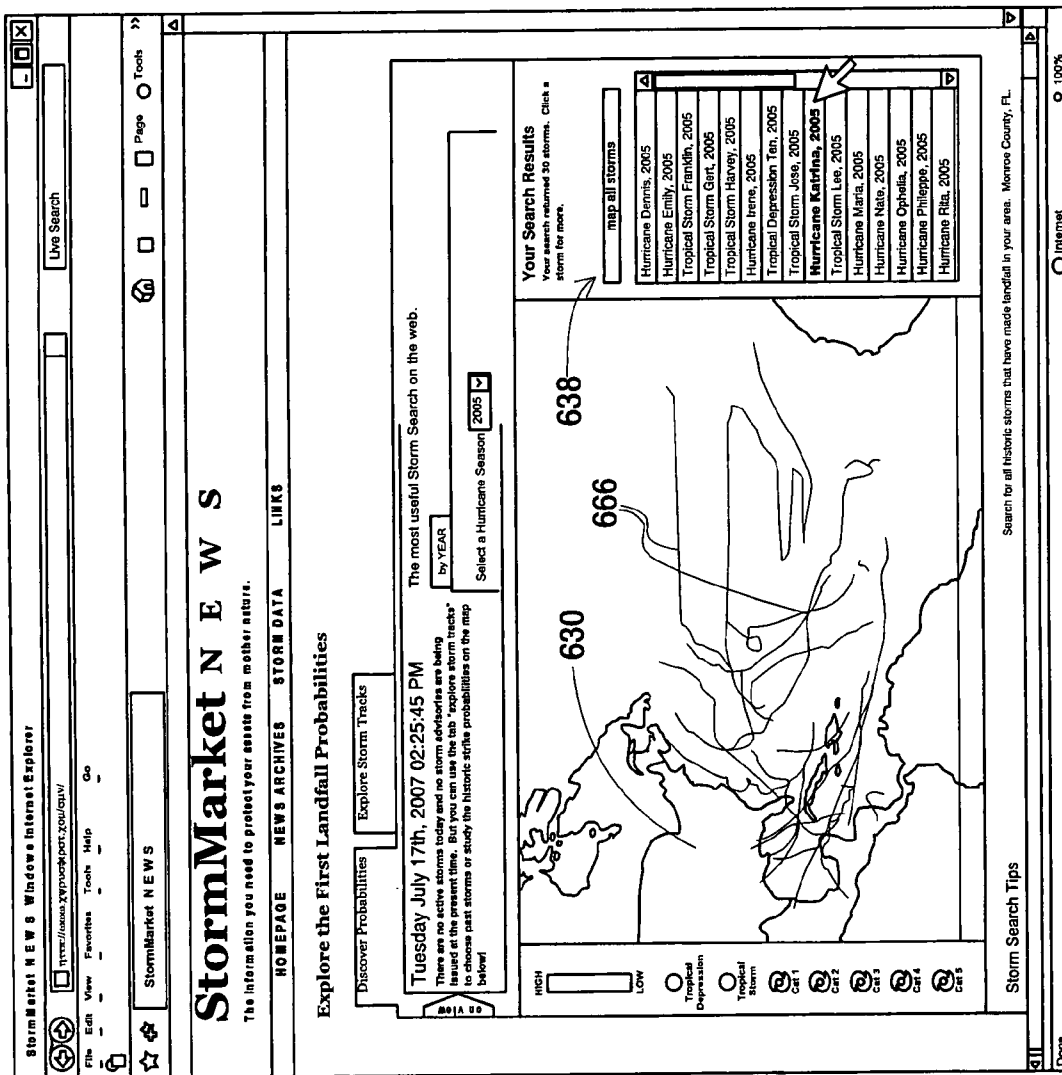 StormMarket N E W S Windows Internet Explorer
Live Search
File Edit View Favorites Tools Help Go
StormMarket N E W S
Page
Tools
>>
StormMarket N E W S
The information you need to protect your assets from mother nature.
HOMEPAGE NEWS ARCHIVES STORM DATA LINKS
Explore the First Landfall Probabilities
Discover Probabilities
Explore Storm Tracks
on view
Tuesday July 17th, 2007 02:25:45 PM
There are no active storms today and no storm advisories are being
issued at the present time. But you can use the tab "explore storm tracks"
to choose past storms or study the historic strike probabilities on the map
below!
The most useful Storm Search on the web.
by YEAR
Select a Hurricane Season 2005
HIGH
LOW
Tropical
Depression
Tropical
Storm
Cat 1
Cat 2
Cat 3
Cat 4
Cat 5
630
666
638
Your Search Results
Your search returned 30 storms. Click a
storm for more.
map all storms
Hurricane Dennis, 2005
Hurricane Emily, 2005
Tropical Storm Franklin, 2005
Tropical Storm Gert, 2005
Tropical Storm Harvey, 2005
Hurricane Irene, 2005
Tropical Depression Ten, 2005
Tropical Storm Jose, 2005
Hurricane Katrina, 2005
Tropical Storm Lee, 2005
Hurricane Maria, 2005
Hurricane Nate, 2005
Hurricane Ophelia, 2005
Hurricane Phileppe, 2005
Hurricane Rita, 2005
Storm Search Tips
Search for all historic storms that have made landfall in your area. Monroe County, FL.
Done
Internet
100%